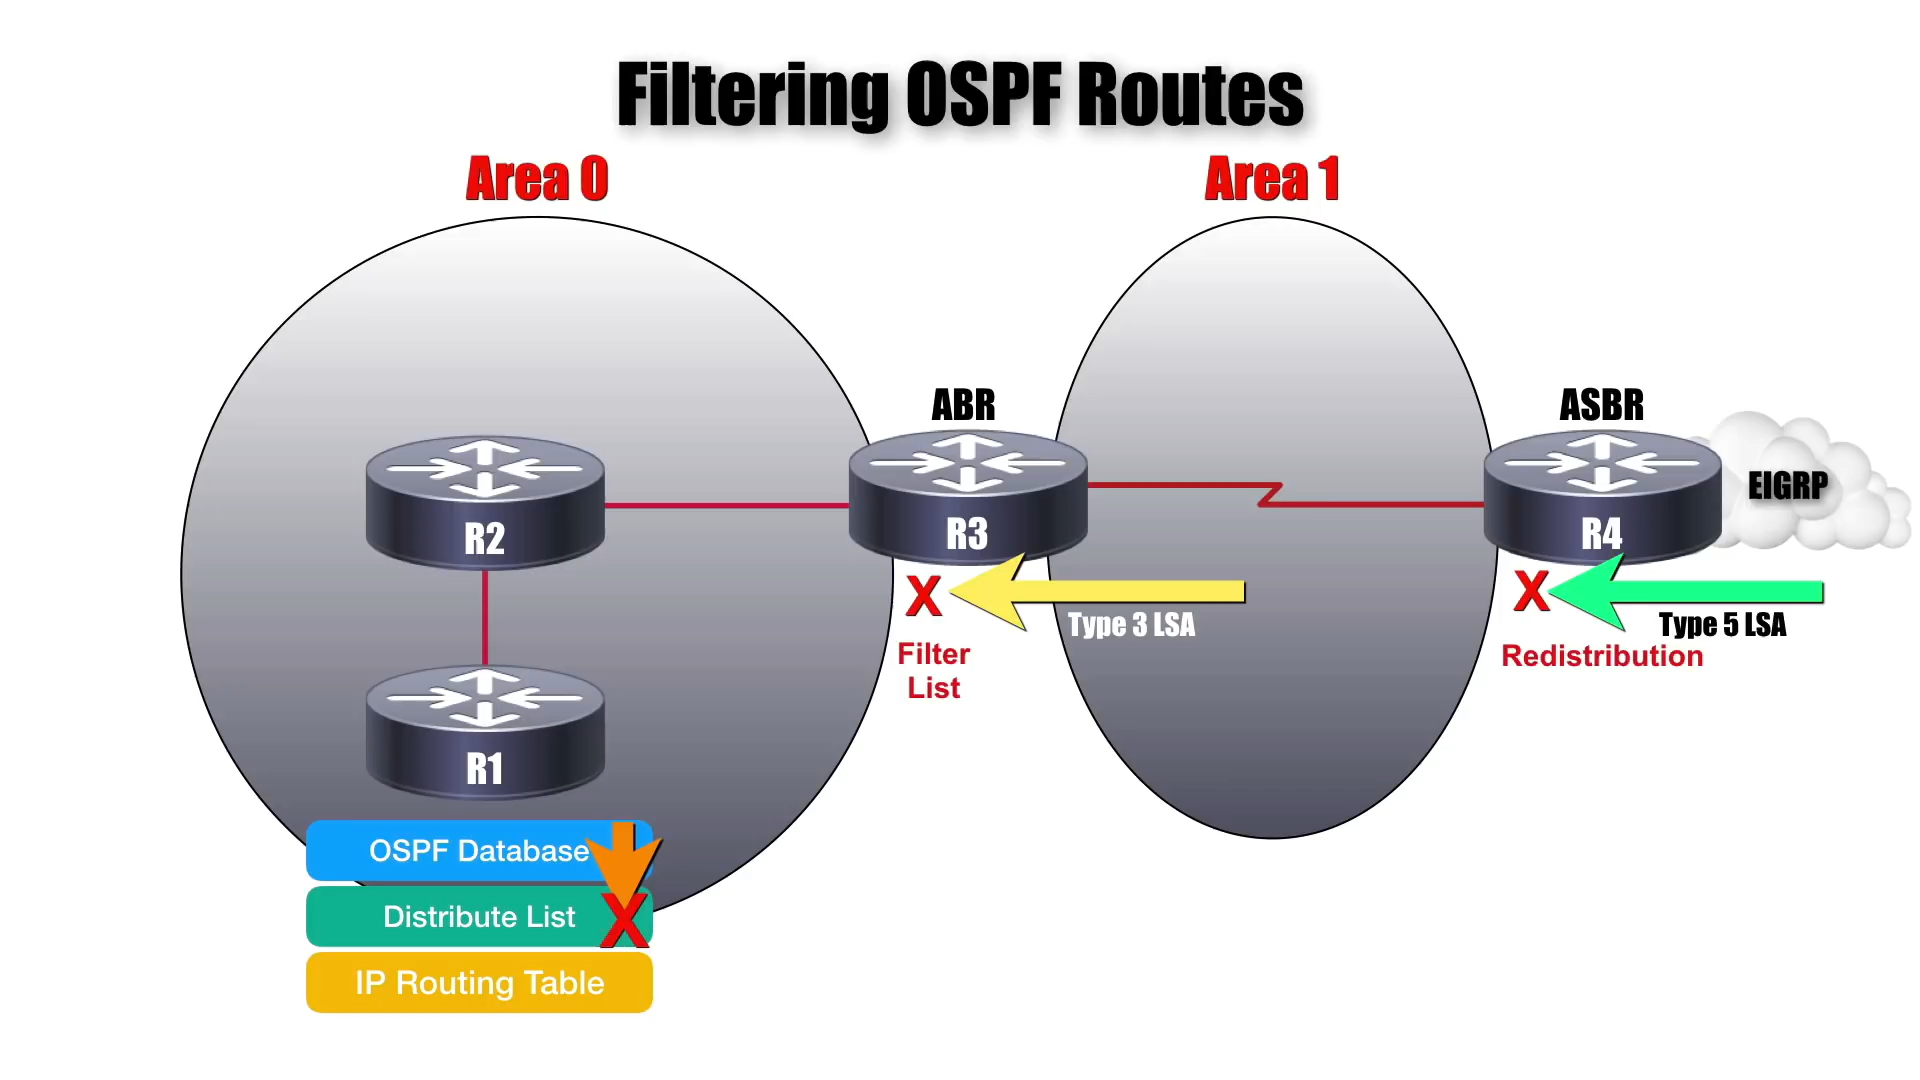 Filtering OSPF Routes
Area 0
Area 1
ABR
ASBR
R2
R3
R4
EIGRP
X
X
Type 3 LSA
Type 5 LSA
Filter
List
Redistribution
R1
OSPF Database
Distribute List
X
IP Routing Table